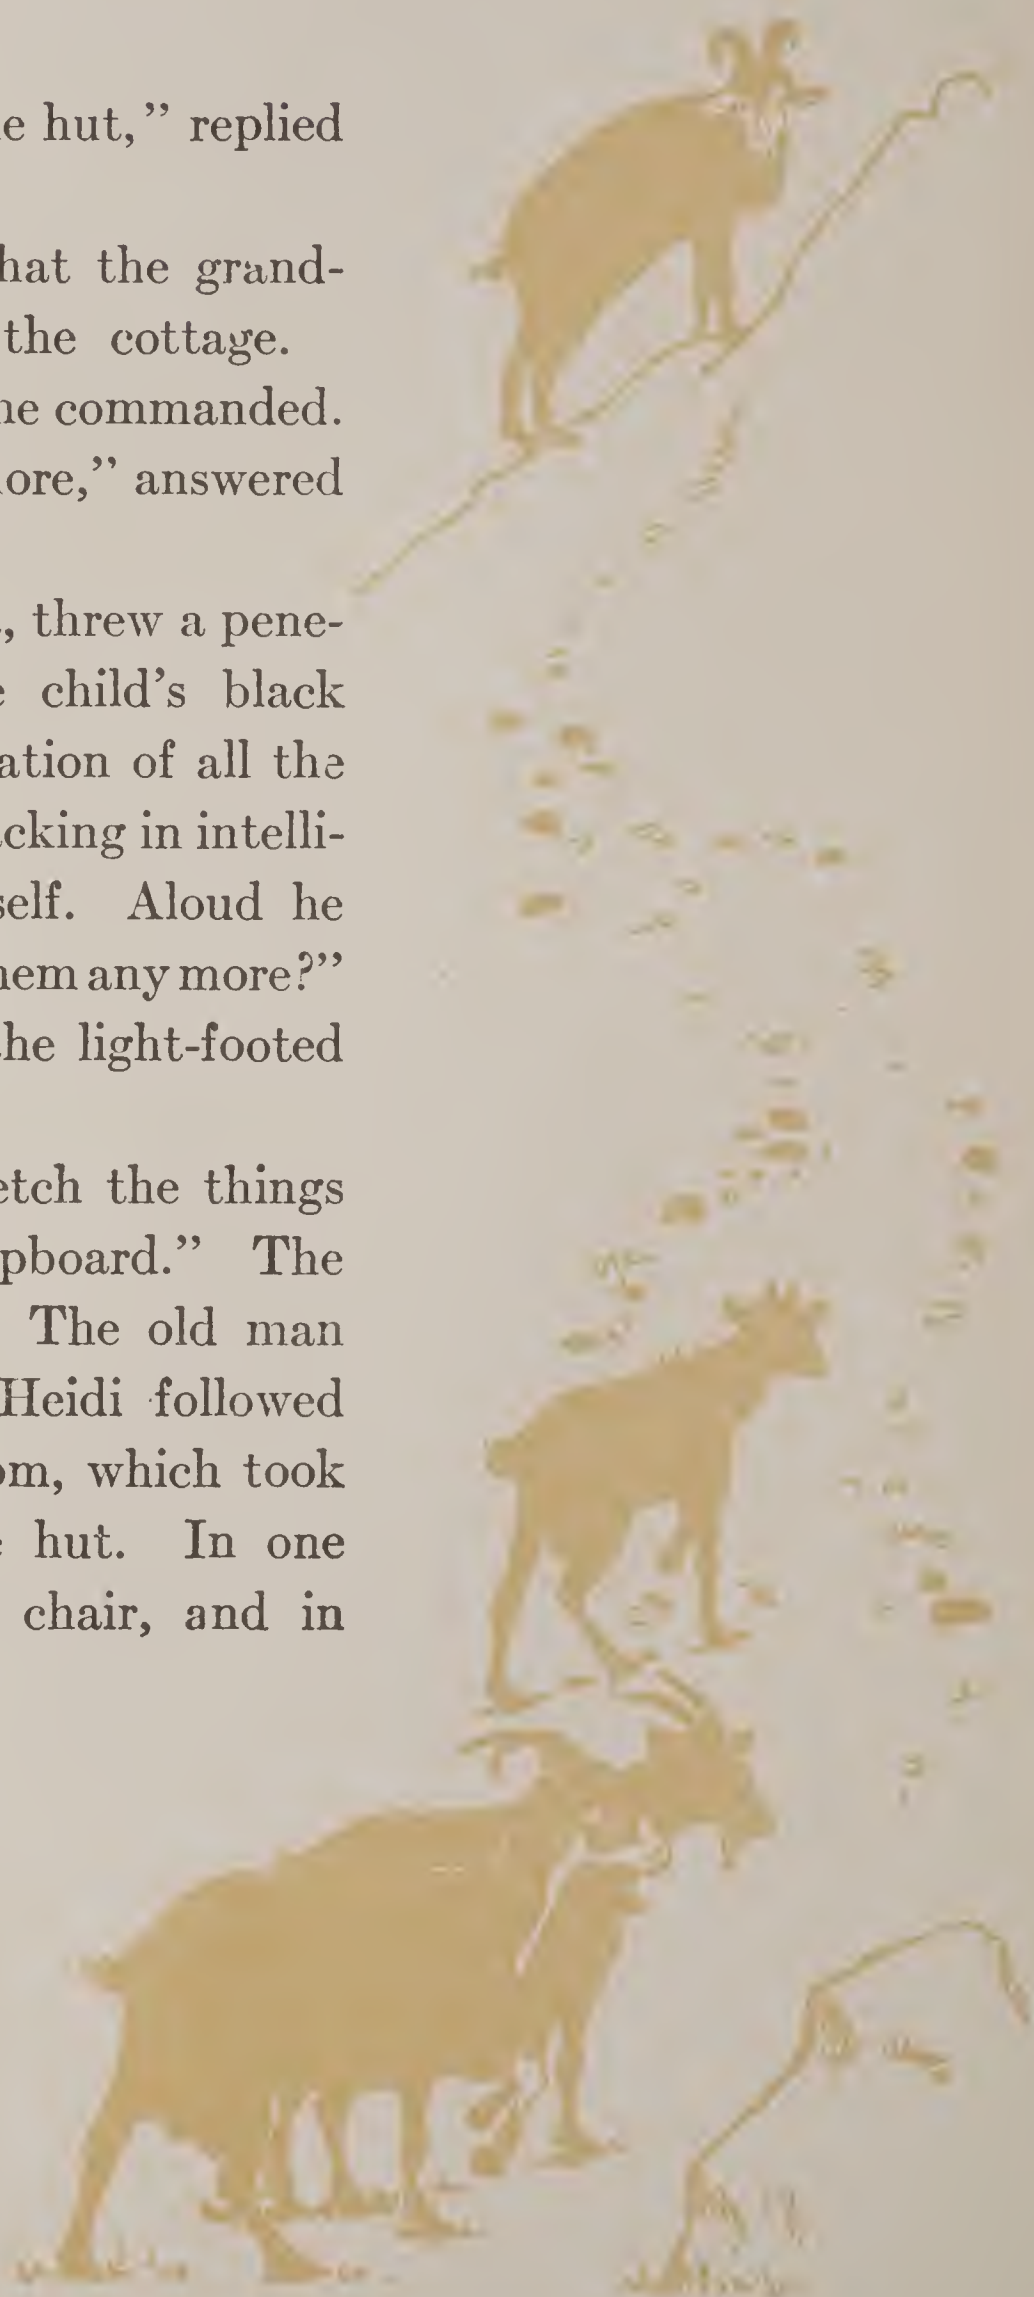 e hut,” replied
hat the grand-
the cottage.
he commanded.
ore,” answered
, threw a pene-
child’s black
ation of all the
cking in intelli-
self. Aloud he
hem any more?”
the light-footed
etch the things
pboard.” The
The old man
Heidi followed
om, which took
e hut. In one
chair, and in